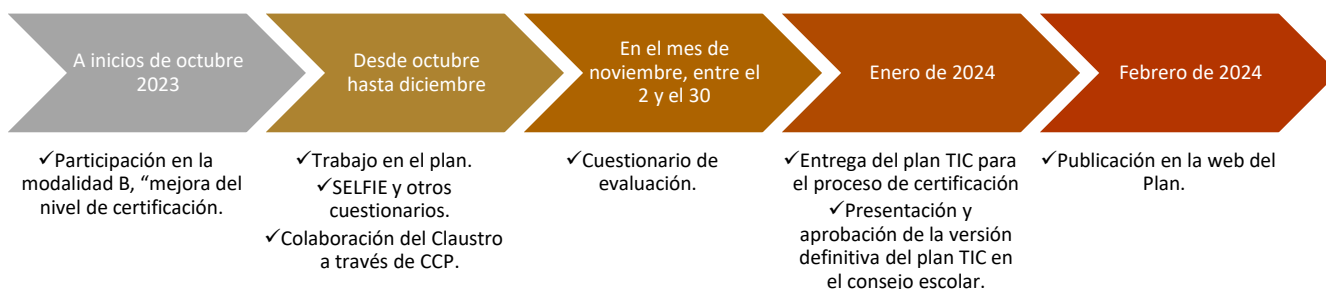 A inicios de octubre
2023
✓Participación en la
modalidad B, “mejora del
nivel de certificación.
Desde octubre
hasta diciembre
✓Trabajo en el plan.
✓SELFIE y otros
cuestionarios.
✓Colaboración del Claustro
a través de CCP.
En el mes de
noviembre, entre el
2 y el 30
✓Cuestionario de
evaluación.
Enero de 2024
✓Entrega del plan TIC para
el proceso de certificación
✓Presentación y
aprobación de la versión
definitiva del plan TIC en
el consejo escolar.
Febrero de 2024
✓Publicación en la web del
Plan.